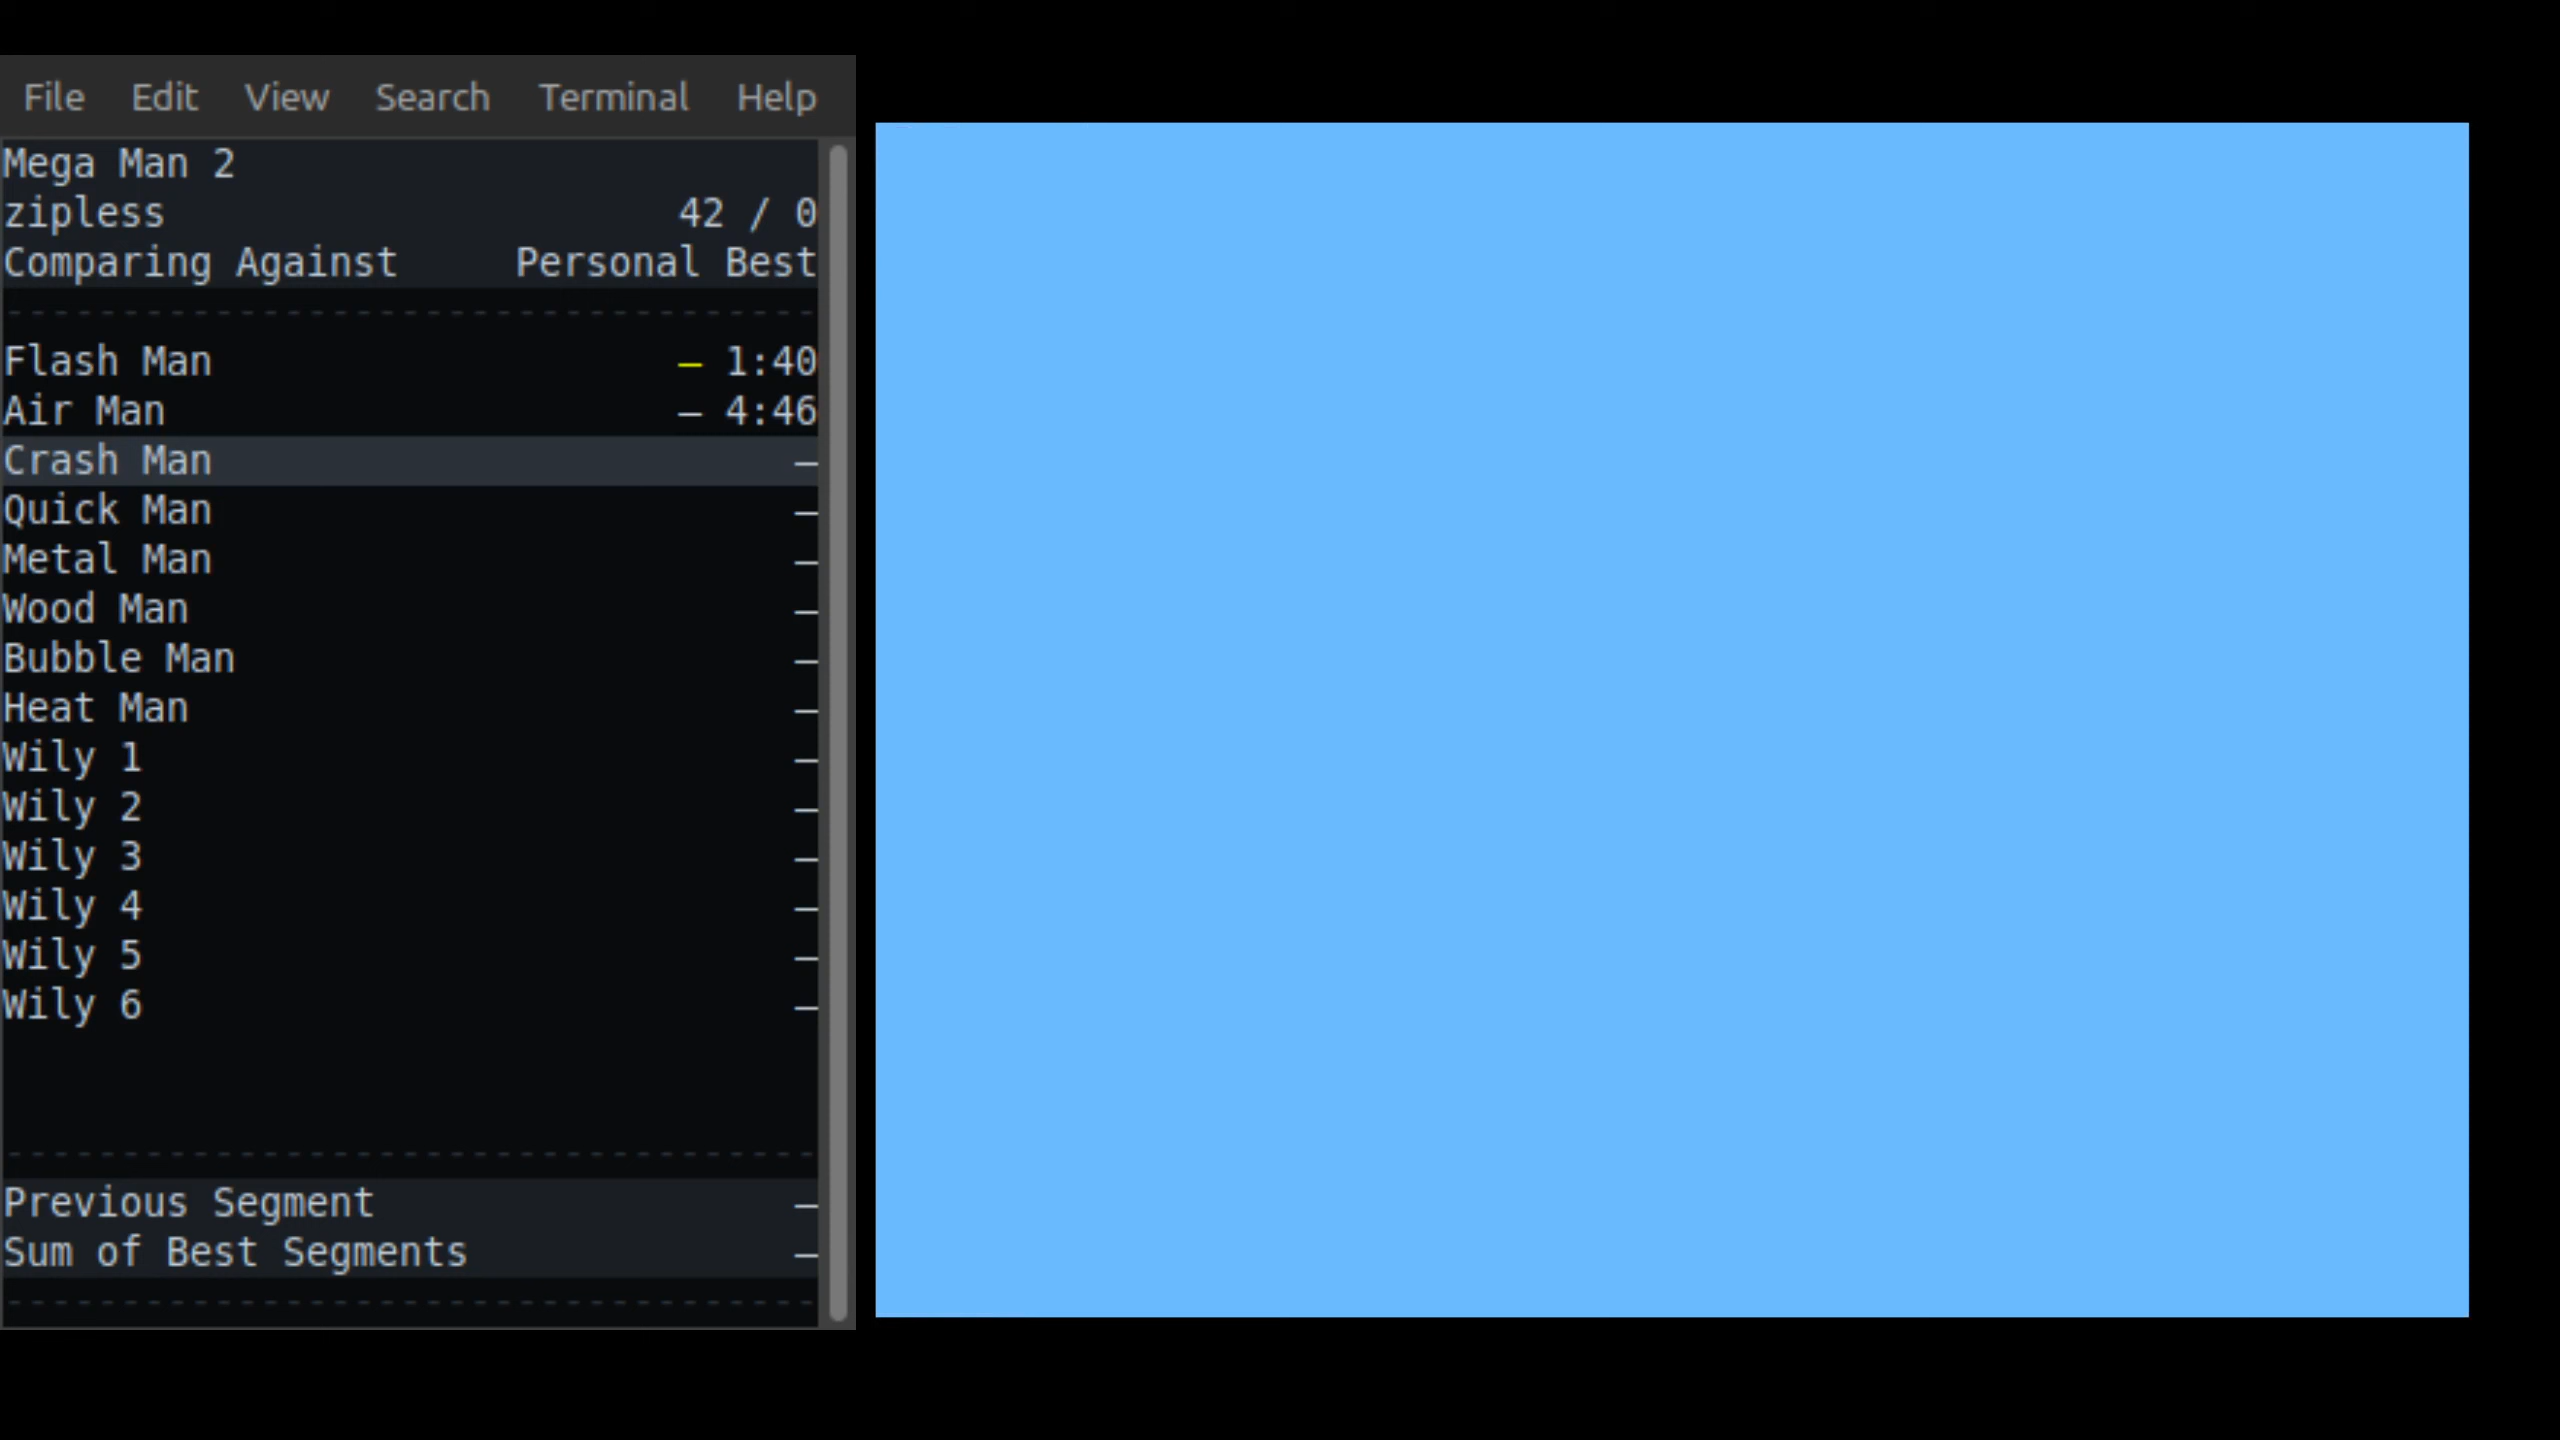 File Edit View Search Terminal Help
Mega Man 2
zipless 42 / 0
Comparing Against Personal Best
Flash Man — 1:40
Air Man — 4:46
Crash Man —
Quick Man —
Metal Man —
Wood Man —
Bubble Man —
Heat Man —
Wily 1 —
Wily 2 —
Wily 3 —
Wily 4 —
Wily 5 —
Wily 6 —
Previous Segment —
Sum of Best Segments —